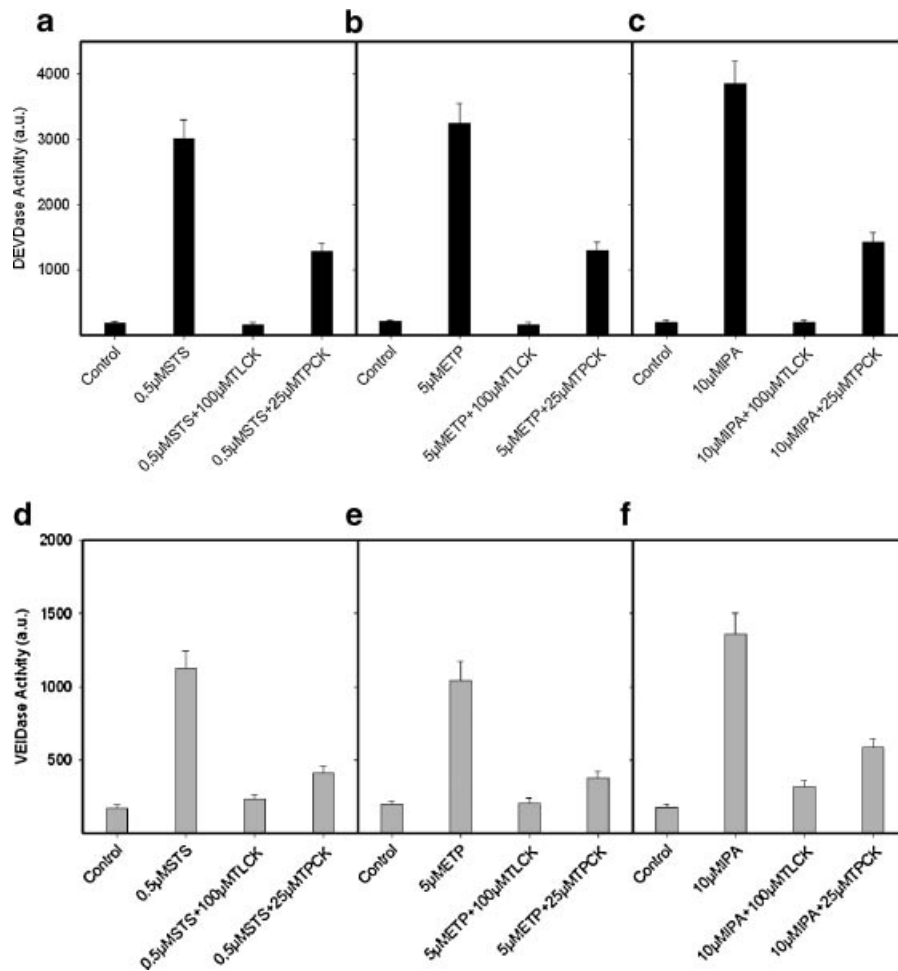 a
b
c
DEVDase Activity (a.u.)
4000
3000
2000
1000
Control
0.5µMSTS
0.5µMSTS+100µMTLCK
0.5µMSTS+25µMTPCK
Control
5µMETP
5µMETP+100µMTLCK
5µMETP+25µMTPCK
Control
10µMIPA
10µMIPA+100µMTLCK
10µMIPA+25µMTPCK
d
e
f
VEIDase Activity (a.u.)
2000
1500
1000
500
Control
0.5µMSTS
0.5µMSTS+100µMTLCK
0.5µMSTS+25µMTPCK
Control
5µMETP
5µMETP+100µMTLCK
5µMETP+25µMTPCK
Control
10µMIPA
10µMIPA+100µMTLCK
10µMIPA+25µMTPCK